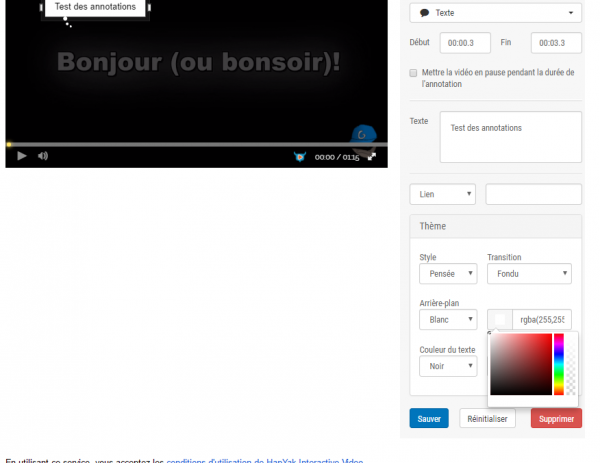 Test des annotations
Bonjour (ou bonsoir)!
00:00 / 01:15
Texte
Début 00:00.3 Fin 00:03.3
Mettre la vidéo en pause pendant la durée de
l'annotation
Texte
Test des annotations
Lien
Thème
Style Transition
Pensée Fondu
Arrière-plan
Blanc rgba(255,255
Couleur du texte
Noir
Sauver Réinitialiser Supprimer
En utilisant ce service, vous acceptez les conditions d'utilisation de HapYak Interactive Video